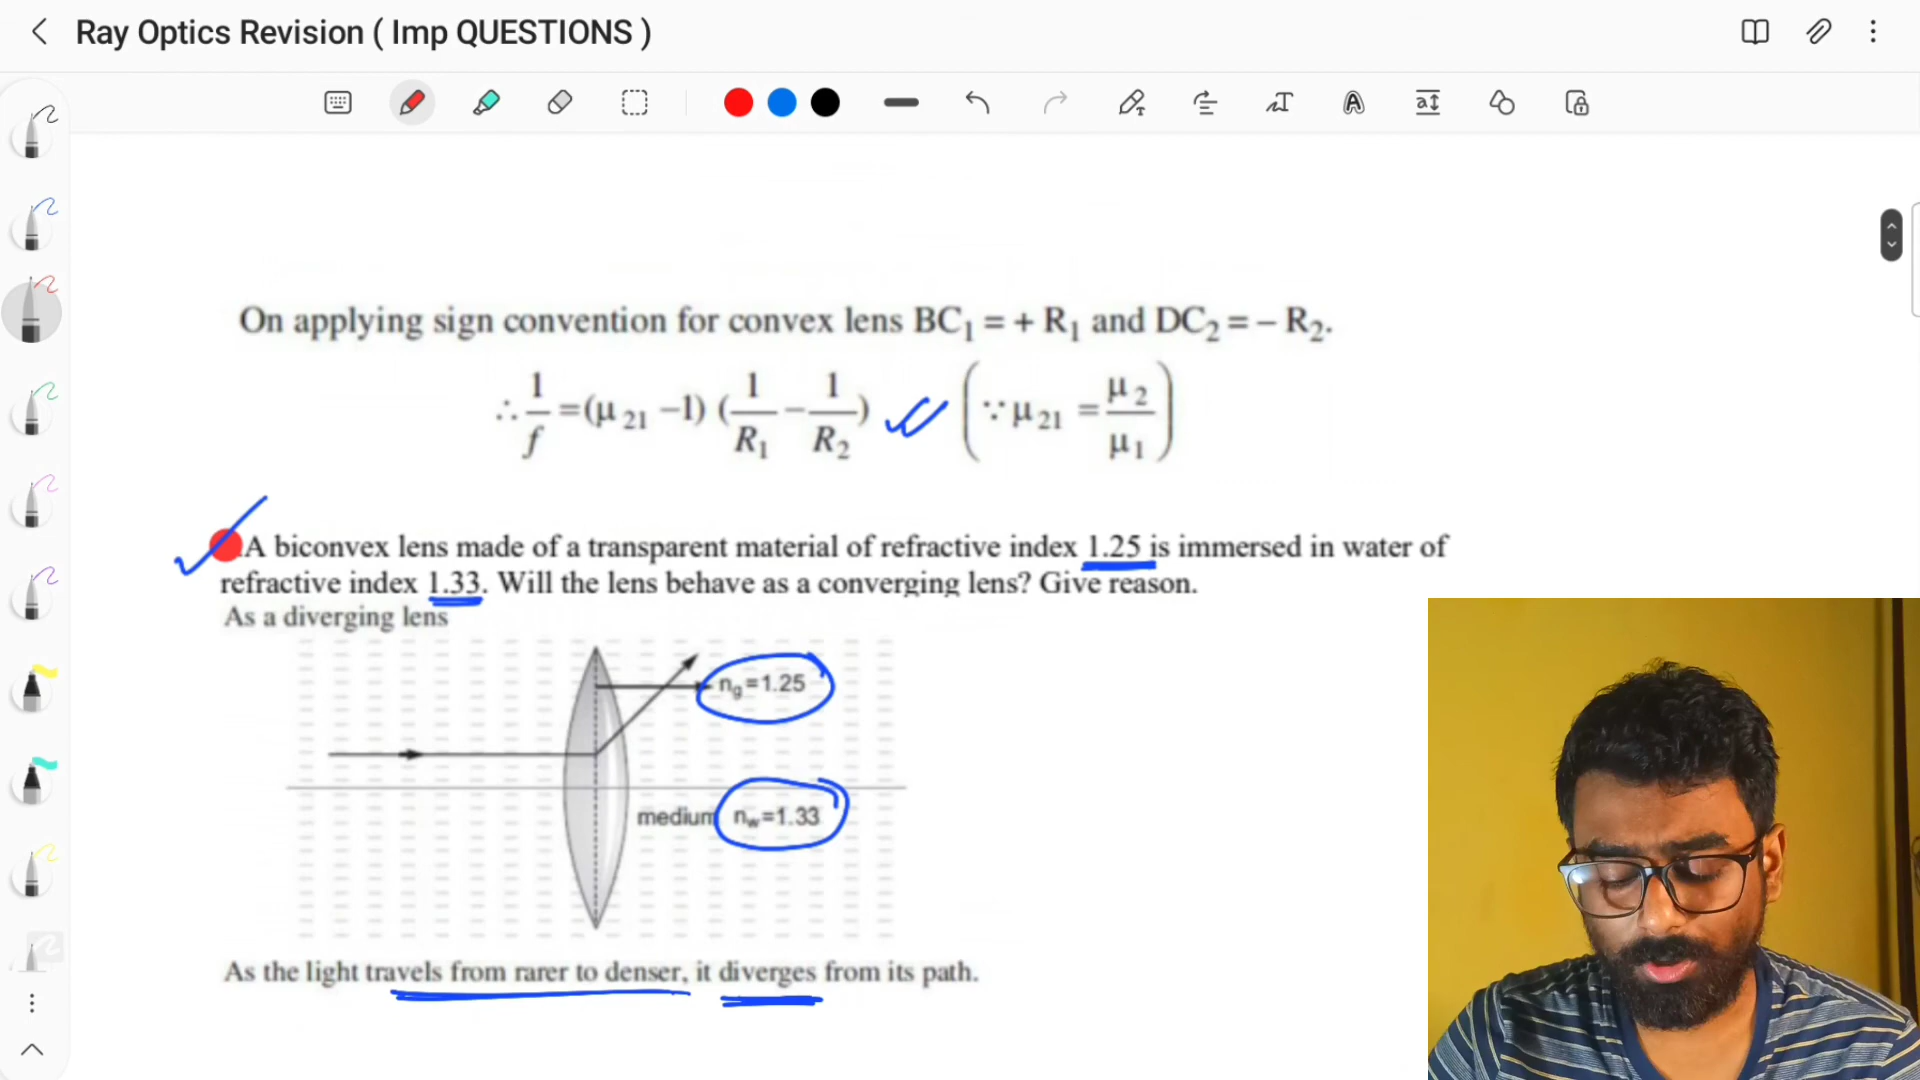 Ray Optics Revision ( Imp QUESTIONS )
On applying sign convention for convex lens BC₁ = + R₁ and DC₂ = – R₂.
∴ 1/f = (μ₂₁ –1) (1/R₁ – 1/R₂) (∵ μ₂₁ = μ₂/μ₁)
A biconvex lens made of a transparent material of refractive index 1.25 is immersed in water of
refractive index 1.33. Will the lens behave as a converging lens? Give reason.
As a diverging lens
n_g=1.25
medium n_w=1.33
As the light travels from rarer to denser, it diverges from its path.